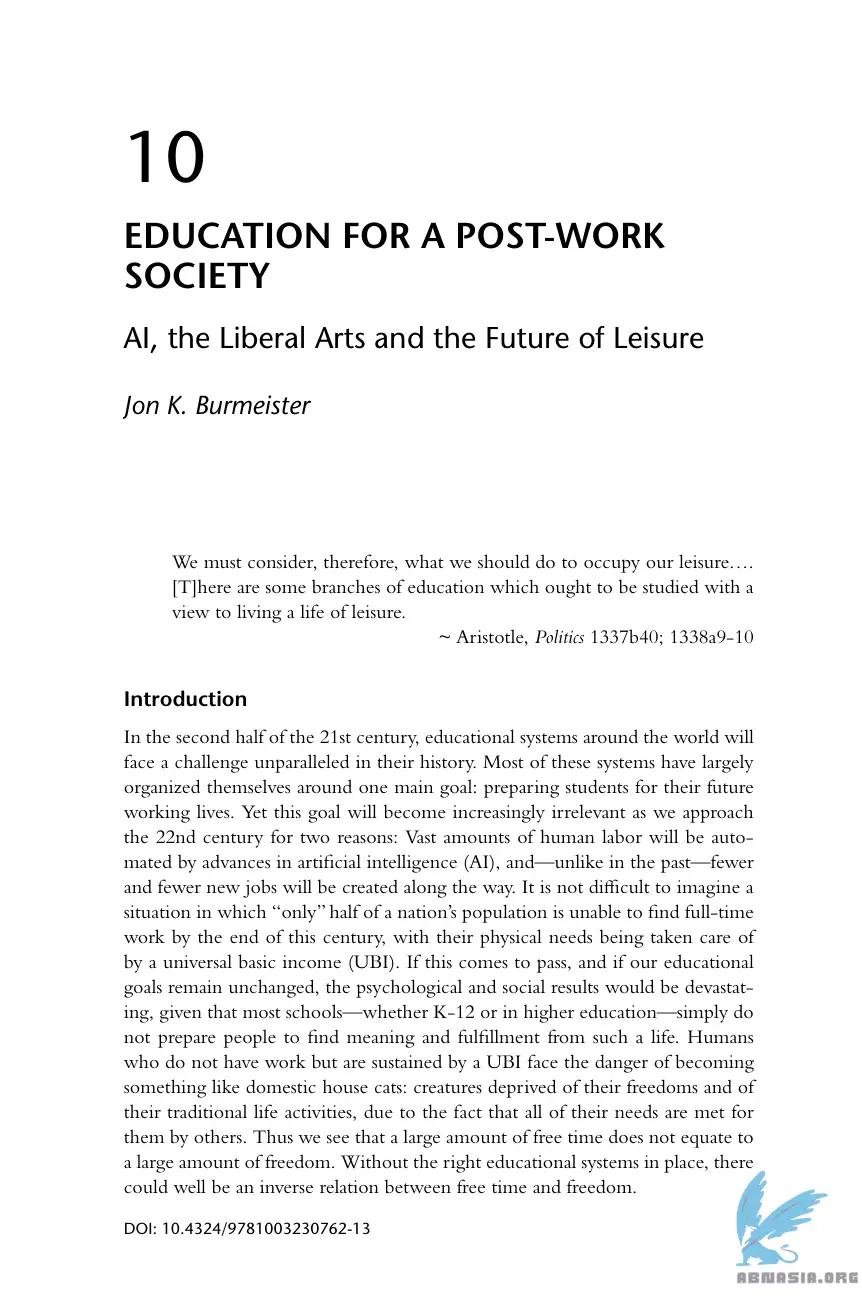 10
EDUCATION FOR A POST-WORK
SOCIETY
AI, the Liberal Arts and the Future of Leisure
Jon K. Burmeister
We must consider, therefore, what we should do to occupy our leisure….
[T]here are some branches of education which ought to be studied with a
view to living a life of leisure.
~ Aristotle, Politics 1337b40; 1338a9-10
Introduction
In the second half of the 21st century, educational systems around the world will
face a challenge unparalleled in their history. Most of these systems have largely
organized themselves around one main goal: preparing students for their future
working lives. Yet this goal will become increasingly irrelevant as we approach
the 22nd century for two reasons: Vast amounts of human labor will be auto-
mated by advances in artificial intelligence (AI), and—unlike in the past—fewer
and fewer new jobs will be created along the way. It is not difficult to imagine a
situation in which “only” half of a nation’s population is unable to find full-time
work by the end of this century, with their physical needs being taken care of
by a universal basic income (UBI). If this comes to pass, and if our educational
goals remain unchanged, the psychological and social results would be devastat-
ing, given that most schools—whether K-12 or in higher education—simply do
not prepare people to find meaning and fulfillment from such a life. Humans
who do not have work but are sustained by a UBI face the danger of becoming
something like domestic house cats: creatures deprived of their freedoms and of
their traditional life activities, due to the fact that all of their needs are met for
them by others. Thus we see that a large amount of free time does not equate to
a large amount of freedom. Without the right educational systems in place, there
could well be an inverse relation between free time and freedom.
DOI: 10.4324/9781003230762-13
ABNASIA.ORG